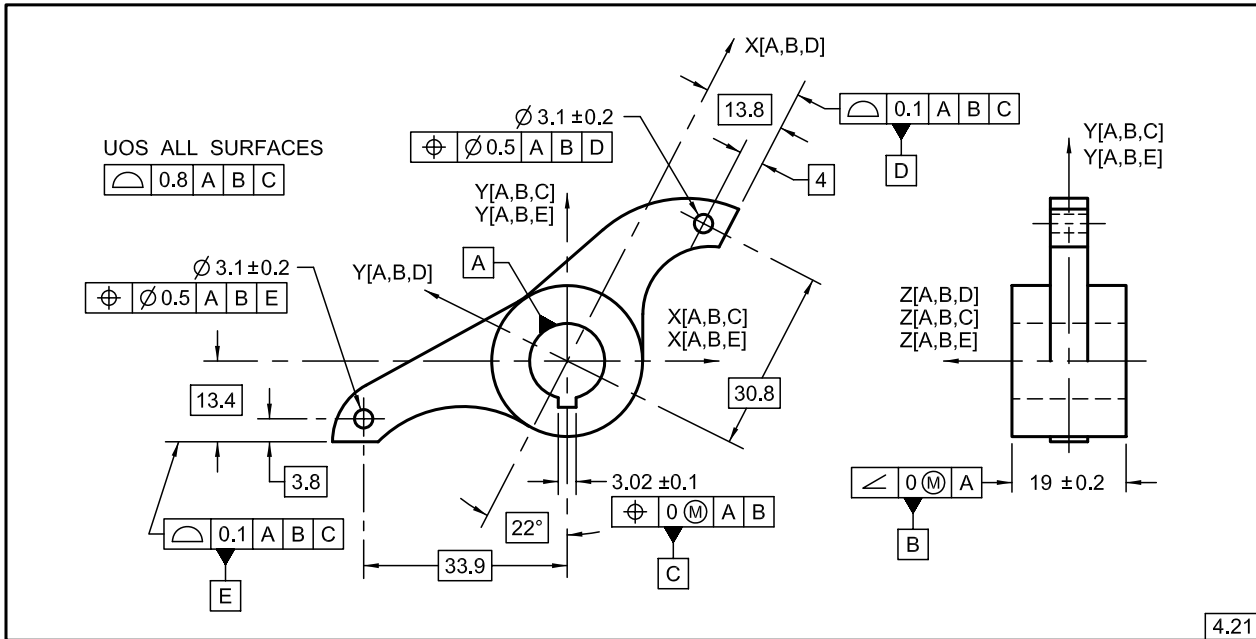 X[A,B,D]
13.8
⌓ 0.1 A B C
D
4
Ø 3.1 ±0.2
⌖ Ø 0.5 A B D
UOS ALL SURFACES
⌓ 0.8 A B C
Y[A,B,C]
Y[A,B,E]
Y[A,B,C]
Y[A,B,E]
A
Y[A,B,D]
Ø 3.1±0.2
⌖ Ø 0.5 A B E
X[A,B,C]
X[A,B,E]
Z[A,B,D]
Z[A,B,C]
Z[A,B,E]
13.4
30.8
3.8
3.02 ±0.1
⌖ 0 Ⓜ A B
C
22°
33.9
⌓ 0.1 A B C
E
∠ 0 Ⓜ A
B
19 ±0.2
4.21